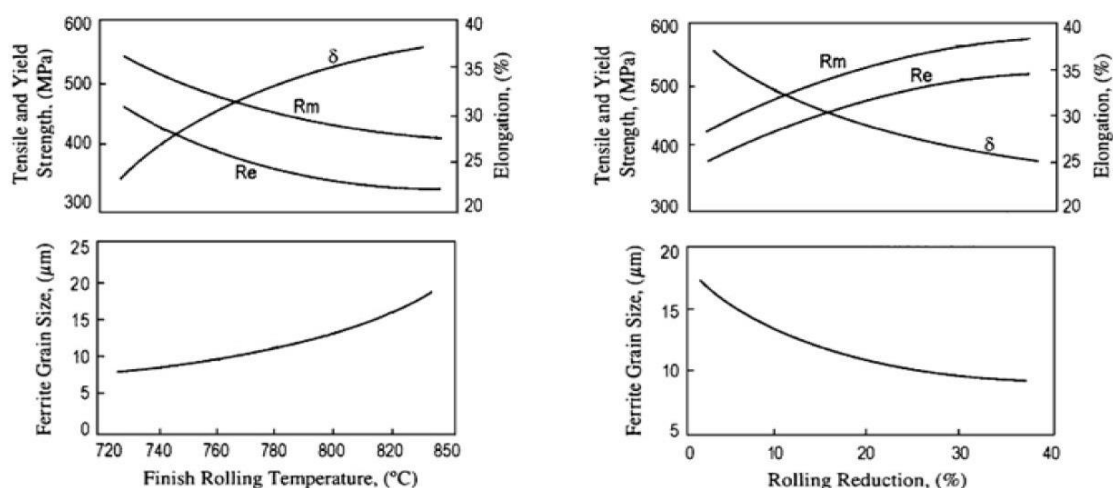 600
500
400
300
Tensile and Yield
Strength, (MPa)
δ
Rm
Re
40
35
30
25
20
Elongation, (%)
600
500
400
300
Tensile and Yield
Strength, (MPa)
Rm
Re
δ
40
35
30
25
20
Elongation, (%)
25
20
15
10
5
0
Ferrite Grain Size, (μm)
720 740 760 780 800 820 850
Finish Rolling Temperature, (ºC)
20
15
10
5
Ferrite Grain Size, (μm)
0 10 20 30 40
Rolling Reduction, (%)